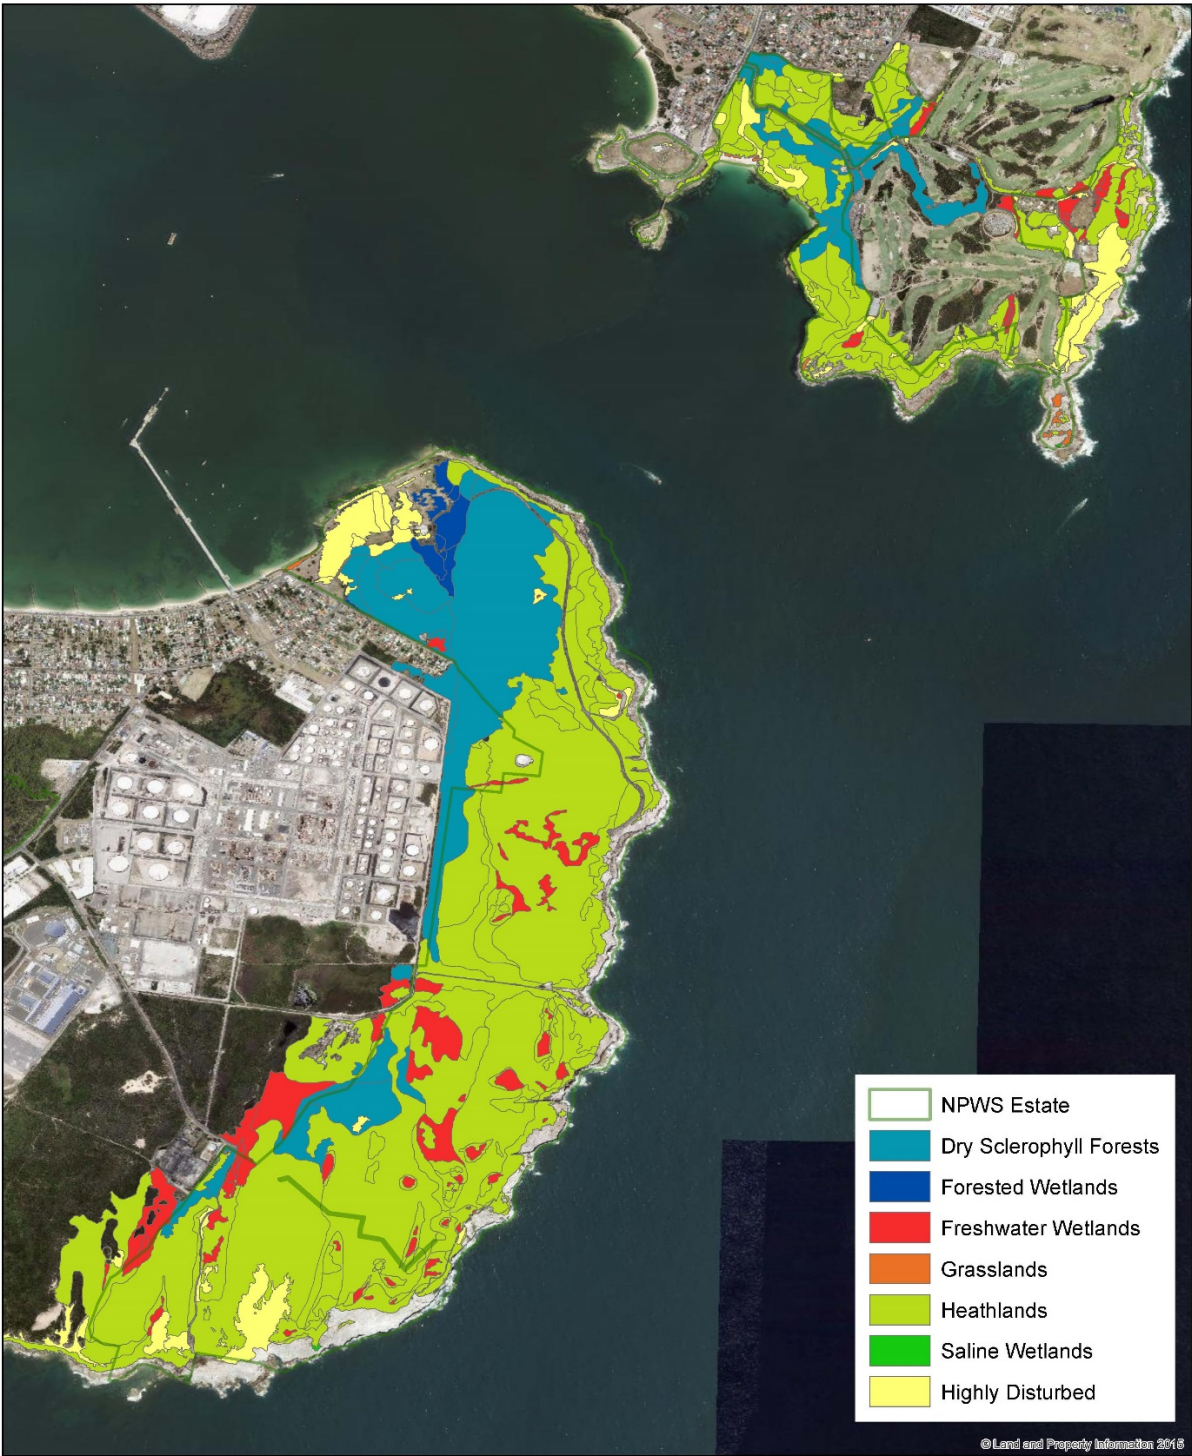 NPWS Estate
Dry Sclerophyll Forests
Forested Wetlands
Freshwater Wetlands
Grasslands
Heathlands
Saline Wetlands
Highly Disturbed
© Land and Property Information 2015